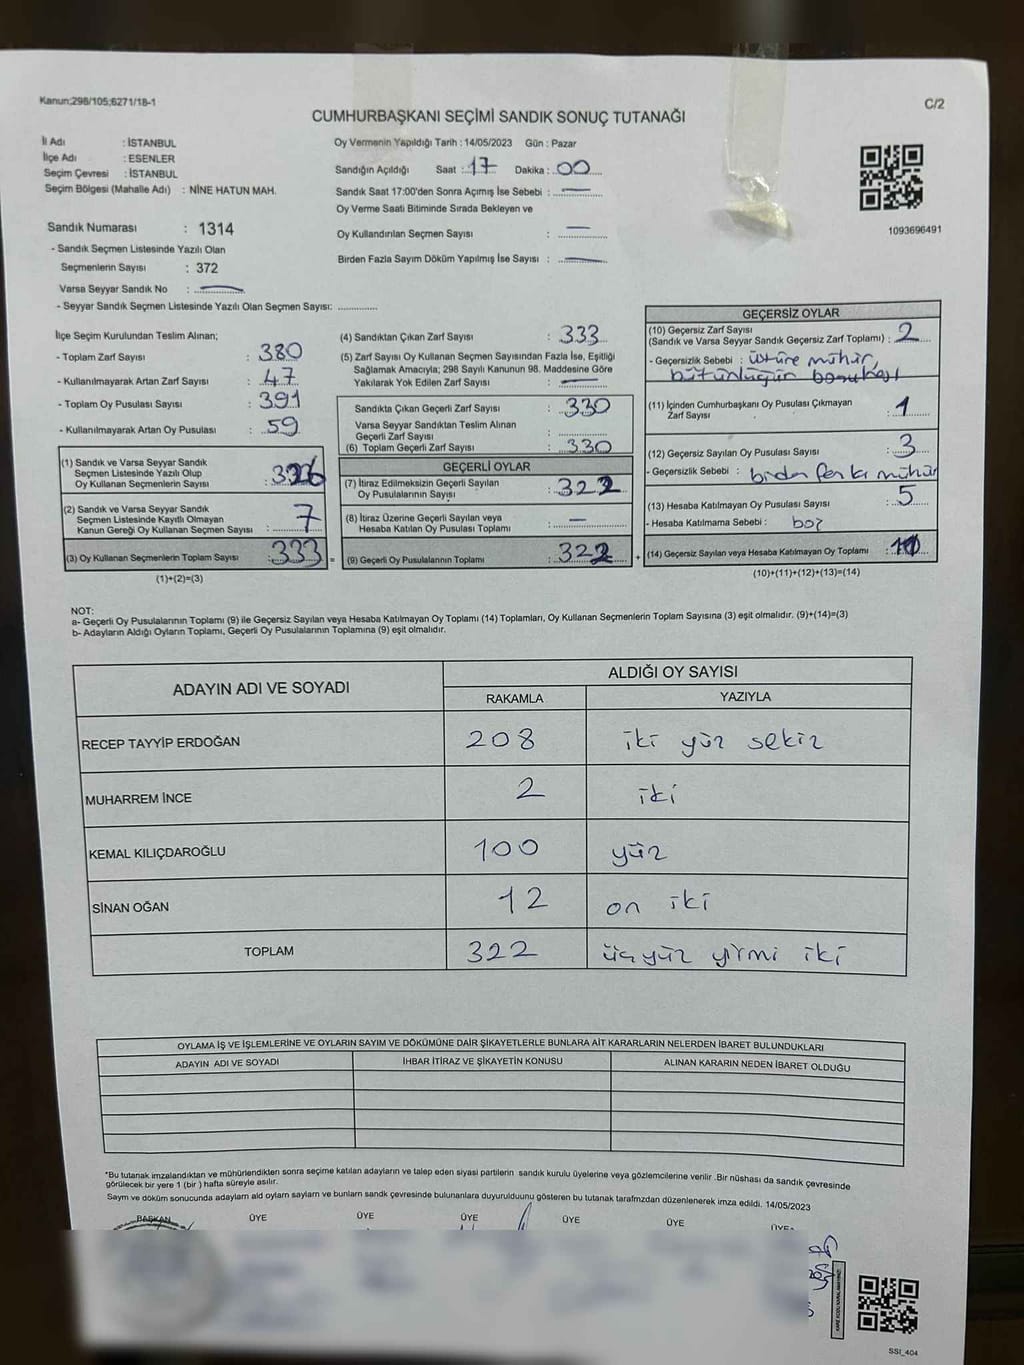 Kanun;298/105;6271/18-1
C/2
CUMHURBAŞKANI SEÇİMİ SANDIK SONUÇ TUTANAĞI
İl Adı : İSTANBUL
İlçe Adı : ESENLER
Seçim Çevresi : İSTANBUL
Seçim Bölgesi (Mahalle Adı) : NİNE HATUN MAH.
Oy Vermenin Yapıldığı Tarih : 14/05/2023 Gün : Pazar
Sandığın Açıldığı Saat : 17 Dakika : 00
Sandık Saat 17:00'den Sonra Açımış İse Sebebi : —
Oy Verme Saati Bitiminde Sırada Bekleyen ve
Oy Kullandırılan Seçmen Sayısı : —
Birden Fazla Sayım Döküm Yapılmış İse Sayısı : —
1093696491
Sandık Numarası : 1314
- Sandık Seçmen Listesinde Yazılı Olan
Seçmenlerin Sayısı : 372
Varsa Seyyar Sandık No : —
- Seyyar Sandık Seçmen Listesinde Yazılı Olan Seçmen Sayısı: ............
İlçe Seçim Kurulundan Teslim Alınan;
- Toplam Zarf Sayısı : 380
- Kullanılmayarak Artan Zarf Sayısı : 47
- Toplam Oy Pusulası Sayısı : 391
- Kullanılmayarak Artan Oy Pusulası : 59
(1) Sandık ve Varsa Seyyar Sandık
Seçmen Listesinde Yazılı Olup
Oy Kullanan Seçmenlerin Sayısı : 326
(2) Sandık ve Varsa Seyyar Sandık
Seçmen Listesinde Kayıtlı Olmayan
Kanun Gereği Oy Kullanan Seçmen Sayısı : 7
(3) Oy Kullanan Seçmenlerin Toplam Sayısı : 333 =
(1)+(2)=(3)
(4) Sandıktan Çıkan Zarf Sayısı : 333
(5) Zarf Sayısı Oy Kullanan Seçmen Sayısından Fazla İse, Eşitliği
Sağlamak Amacıyla; 298 Sayılı Kanunun 98. Maddesine Göre
Yakılarak Yok Edilen Zarf Sayısı : —
Sandıkta Çıkan Geçerli Zarf Sayısı : 330
Varsa Seyyar Sandıktan Teslim Alınan
Geçerli Zarf Sayısı : ............
(6) Toplam Geçerli Zarf Sayısı : 330
GEÇERLİ OYLAR
(7) İtiraz Edilmeksizin Geçerli Sayılan
Oy Pusulalarının Sayısı : 322
(8) İtiraz Üzerine Geçerli Sayılan veya
Hesaba Katılan Oy Pusulası Toplamı : —
(9) Geçerli Oy Pusulalarının Toplamı : 322 +
GEÇERSİZ OYLAR
(10) Geçersiz Zarf Sayısı
(Sandık ve Varsa Seyyar Sandık Geçersiz Zarf Toplamı) : 2
- Geçersizlik Sebebi : üstüne mühür,
bütünlüğün bozulması
(11) İçinden Cumhurbaşkanı Oy Pusulası Çıkmayan
Zarf Sayısı : 1
(12) Geçersiz Sayılan Oy Pusulası Sayısı : 3
- Geçersizlik Sebebi : birden fazla mühür
(13) Hesaba Katılmayan Oy Pusulası Sayısı : 5
- Hesaba Katılmama Sebebi : boş
(14) Geçersiz Sayılan veya Hesaba Katılmayan Oy Toplamı : 11
(10)+(11)+(12)+(13)=(14)
NOT:
a- Geçerli Oy Pusulalarının Toplamı (9) ile Geçersiz Sayılan veya Hesaba Katılmayan Oy Toplamı (14) Toplamları, Oy Kullanan Seçmenlerin Toplam Sayısına (3) eşit olmalıdır. (9)+(14)=(3)
b- Adayların Aldığı Oyların Toplamı, Geçerli Oy Pusulalarının Toplamına (9) eşit olmalıdır.
ADAYIN ADI VE SOYADI
ALDIĞI OY SAYISI
RAKAMLA YAZIYLA
RECEP TAYYİP ERDOĞAN 208 iki yüz sekiz
MUHARREM İNCE 2 iki
KEMAL KILIÇDAROĞLU 100 yüz
SİNAN OĞAN 12 on iki
TOPLAM 322 üçyüz yirmi iki
OYLAMA İŞ VE İŞLEMLERİNE VE OYLARIN SAYIM VE DÖKÜMÜNE DAİR ŞİKAYETLERLE BUNLARA AİT KARARLARIN NELERDEN İBARET BULUNDUKLARI
ADAYIN ADI VE SOYADI İHBAR İTİRAZ VE ŞİKAYETİN KONUSU ALINAN KARARIN NEDEN İBARET OLDUĞU
*Bu tutanak imzalandıktan ve mühürlendikten sonra seçime katılan adayların ve talep eden siyasi partilerin sandık kurulu üyelerine veya gözlemcilerine verilir .Bir nüshası da sandık çevresinde
görülecek bir yere 1 (bir ) hafta süreyle asılır.
Sayım ve döküm sonucunda adayların ald oyların sayların ve bunların sandk çevresinde bulunanlara duyurulduunu gösteren bu tutanak tarafmzdan düzenlenerek imza edildi. 14/05/2023
BAŞKAN ÜYE ÜYE ÜYE ÜYE ÜYE ÜYE
SSI_404